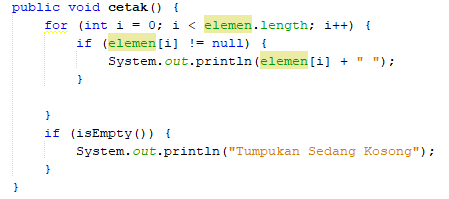 public void cetak() {
    for (int i = 0; i < elemen.length; i++) {
        if (elemen[i] != null) {
            System.out.println(elemen[i] + " ");
        }

    }
    if (isEmpty()) {
        System.out.println("Tumpukan Sedang Kosong");
    }
}